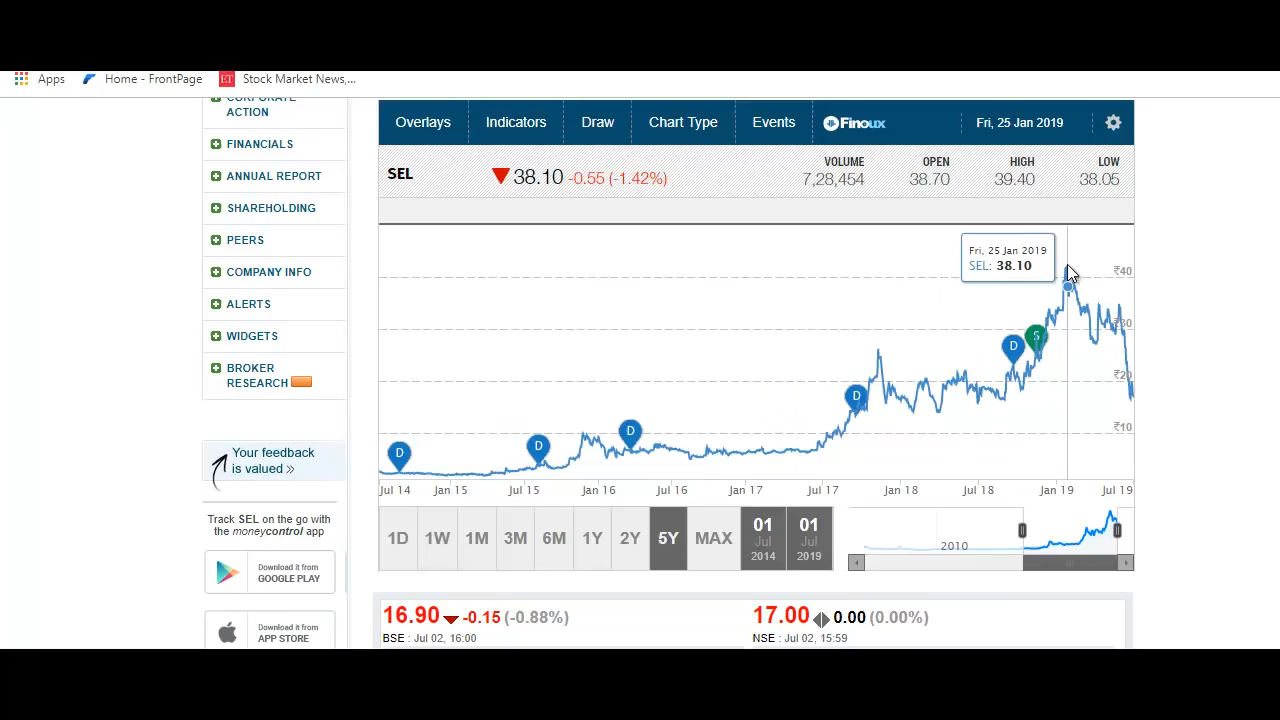 Apps
Home - FrontPage
ET
Stock Market News,...
CORPORATE
ACTION
FINANCIALS
ANNUAL REPORT
SHAREHOLDING
PEERS
COMPANY INFO
ALERTS
WIDGETS
BROKER
RESEARCH
Your feedback
is valued »
Track SEL on the go with
the moneycontrol app
Download it from
GOOGLE PLAY
Download it from
APP STORE
Overlays
Indicators
Draw
Chart Type
Events
Finoux
Fri, 25 Jan 2019
SEL
38.10 -0.55 (-1.42%)
VOLUME
7,28,454
OPEN
38.70
HIGH
39.40
LOW
38.05
Fri, 25 Jan 2019
SEL: 38.10
₹40
₹30
₹20
₹10
D
D
D
D
D
S
Jul 14
Jan 15
Jul 15
Jan 16
Jul 16
Jan 17
Jul 17
Jan 18
Jul 18
Jan 19
Jul 19
1D
1W
1M
3M
6M
1Y
2Y
5Y
MAX
01
Jul
2014
01
Jul
2019
2010
16.90 -0.15 (-0.88%)
BSE : Jul 02, 16:00
17.00 0.00 (0.00%)
NSE : Jul 02, 15:59